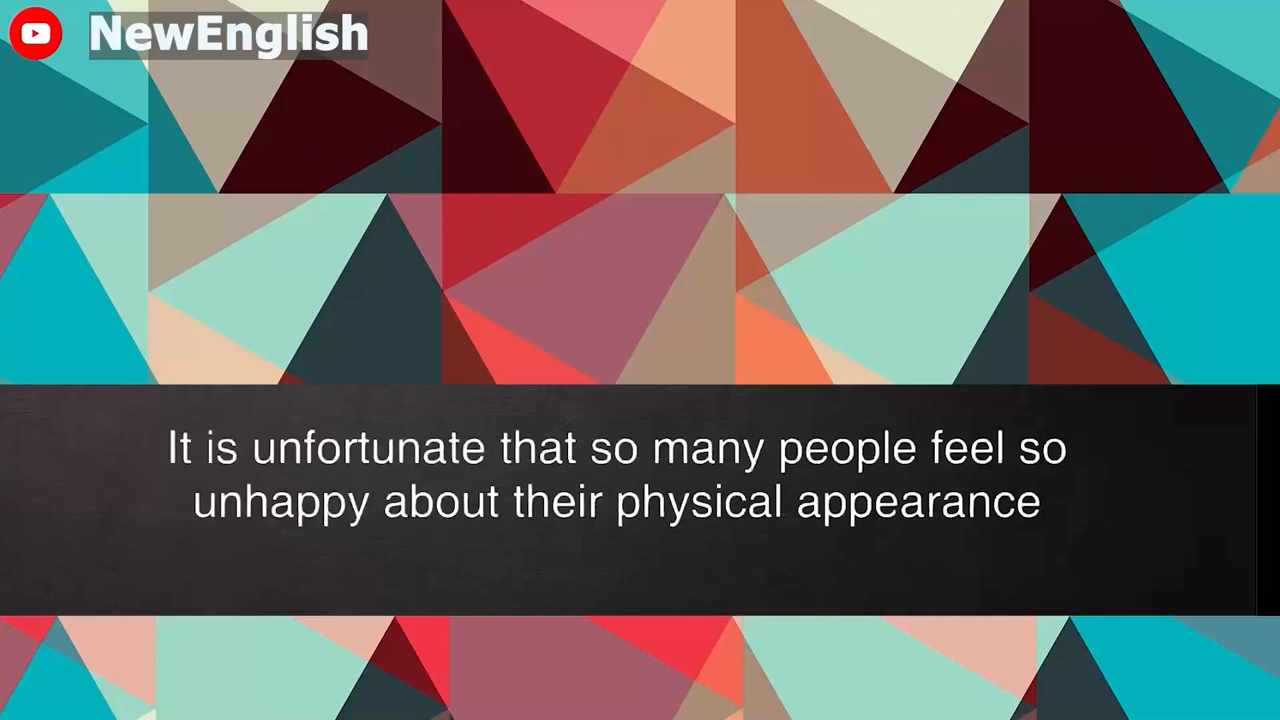 NewEnglish
It is unfortunate that so many people feel so
unhappy about their physical appearance